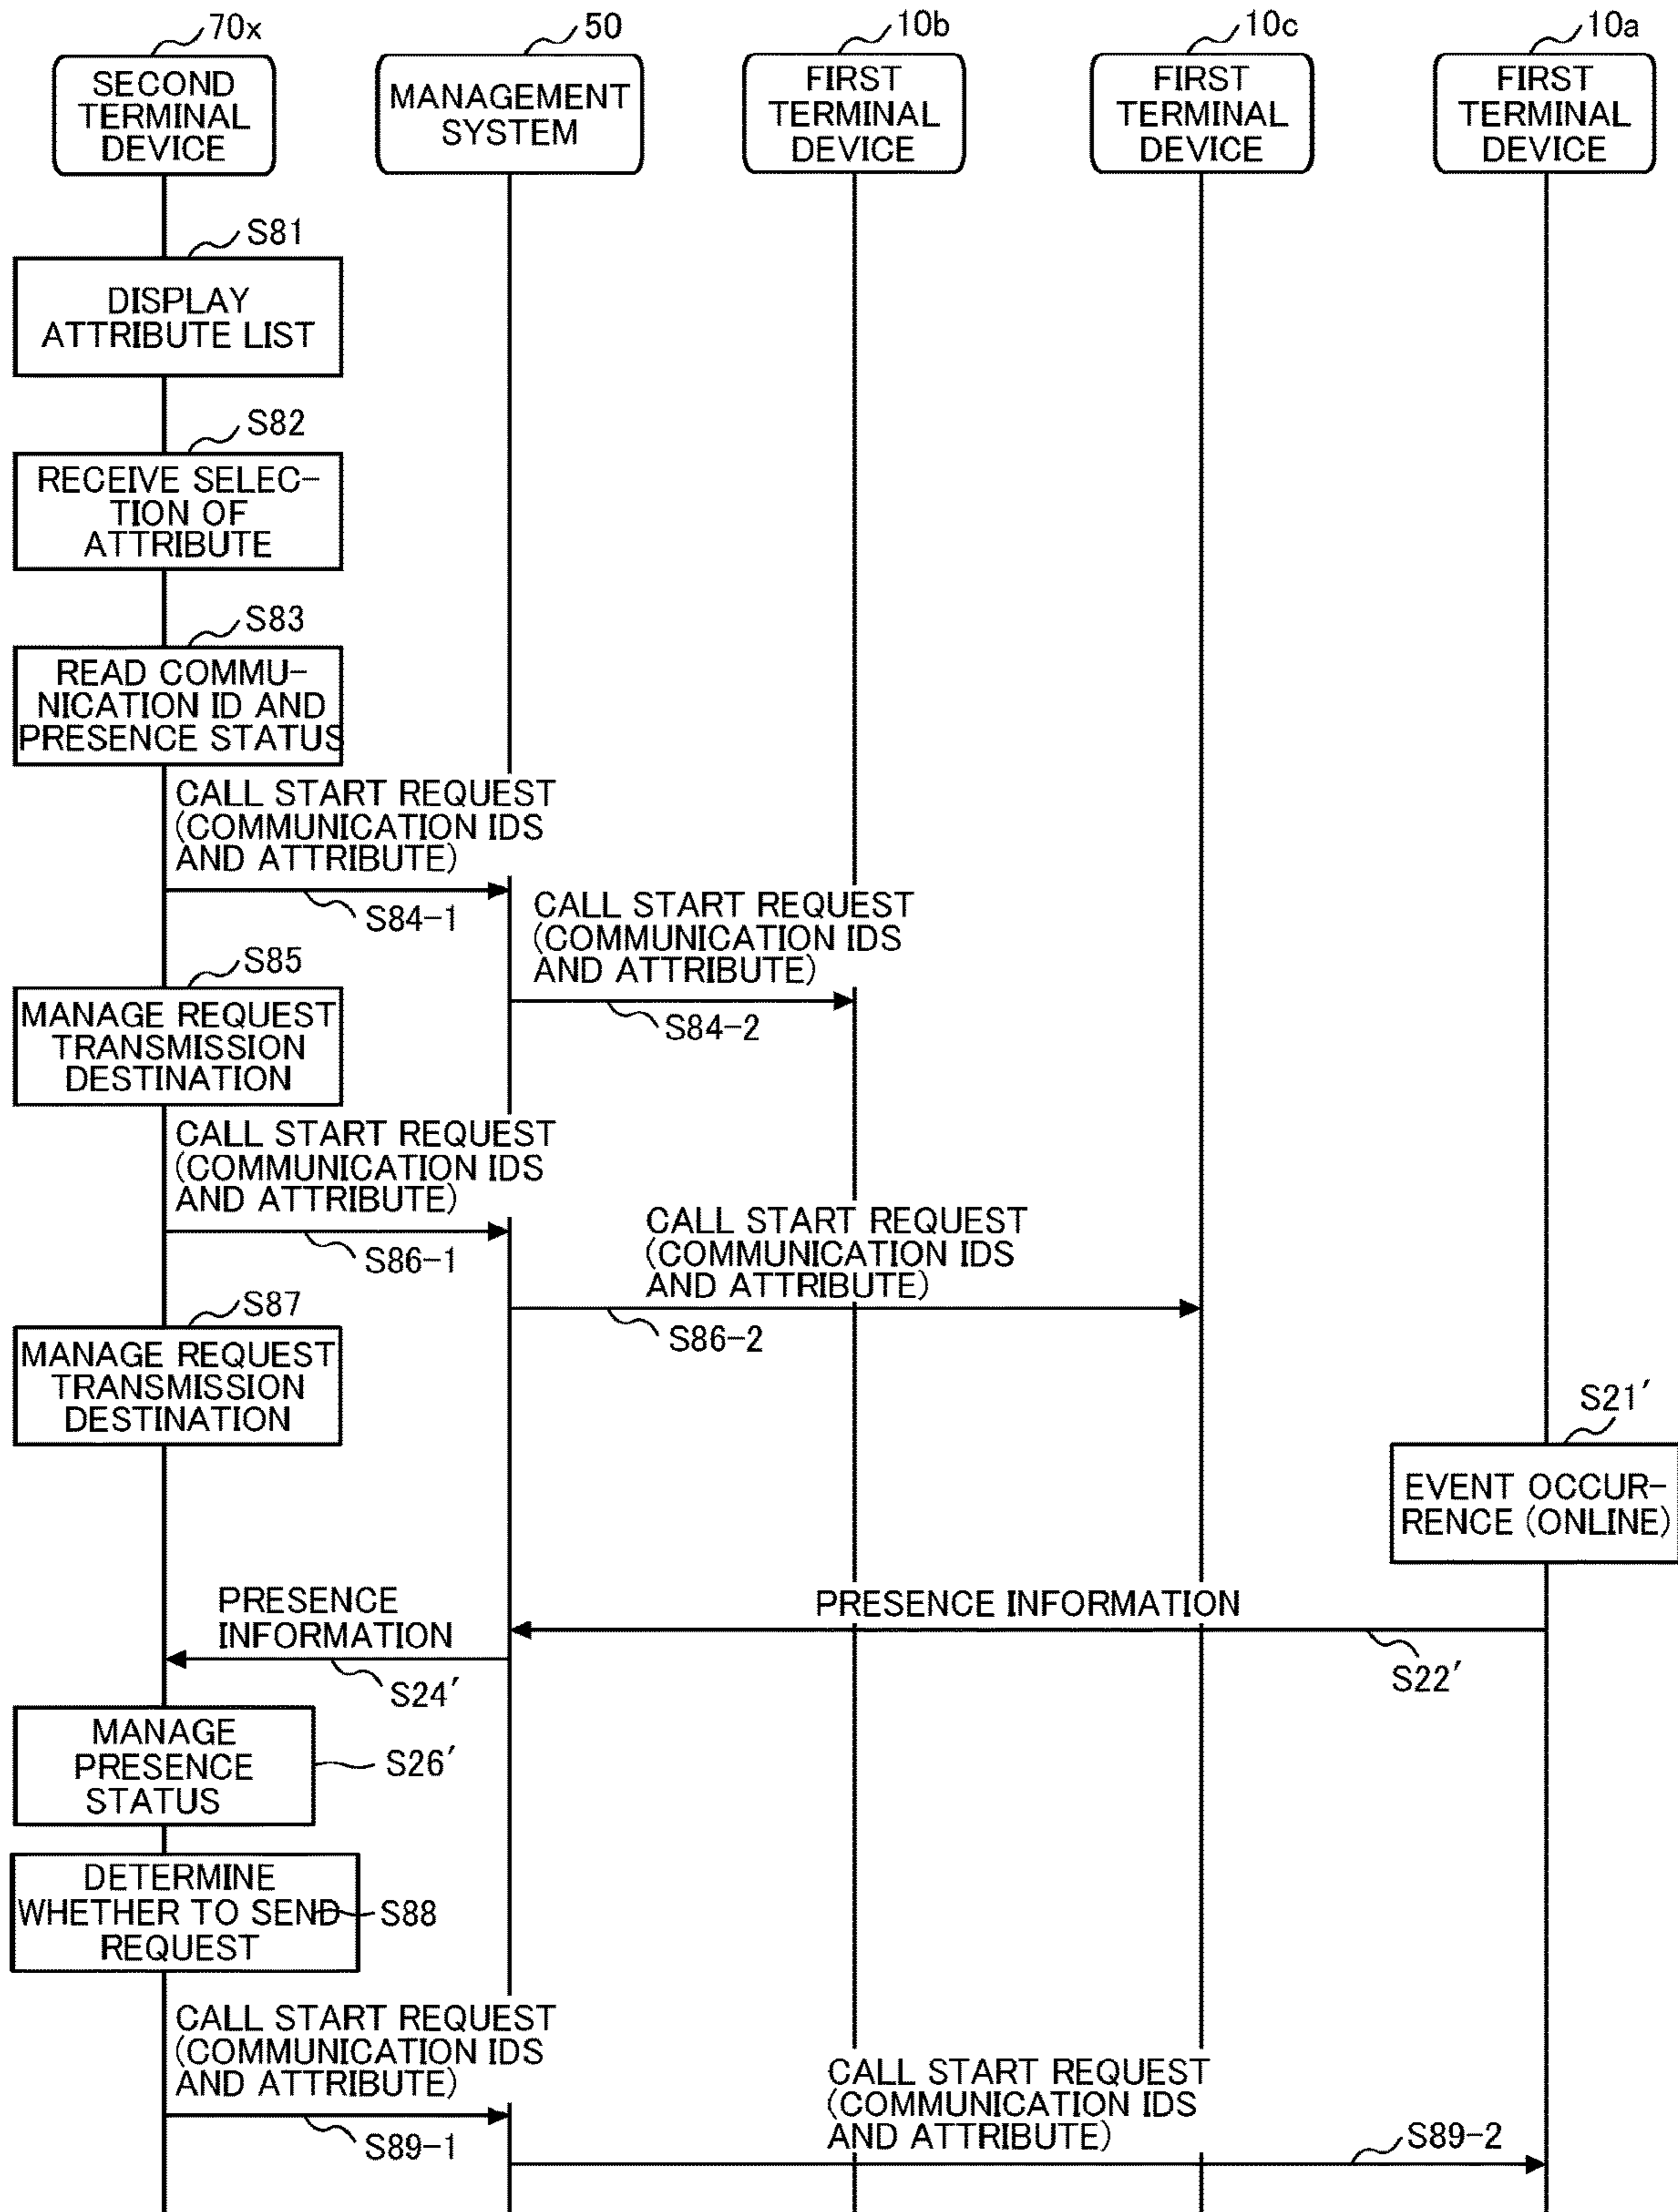 70x
50
10b
10c
10a
SECOND
TERMINAL
DEVICE
MANAGEMENT
SYSTEM
FIRST
TERMINAL
DEVICE
FIRST
TERMINAL
DEVICE
FIRST
TERMINAL
DEVICE
S81
DISPLAY
ATTRIBUTE LIST
S82
RECEIVE SELEC-
TION OF
ATTRIBUTE
S83
READ COMMU-
NICATION ID AND
PRESENCE STATUS
CALL START REQUEST
(COMMUNICATION IDS
AND ATTRIBUTE)
S84-1
CALL START REQUEST
(COMMUNICATION IDS
AND ATTRIBUTE)
S84-2
S85
MANAGE REQUEST
TRANSMISSION
DESTINATION
CALL START REQUEST
(COMMUNICATION IDS
AND ATTRIBUTE)
S86-1
CALL START REQUEST
(COMMUNICATION IDS
AND ATTRIBUTE)
S86-2
S87
MANAGE REQUEST
TRANSMISSION
DESTINATION
S21′
EVENT OCCUR-
RENCE (ONLINE)
PRESENCE INFORMATION
S22′
PRESENCE
INFORMATION
S24′
MANAGE
PRESENCE
STATUS
S26′
DETERMINE
WHETHER TO SEND
REQUEST
S88
CALL START REQUEST
(COMMUNICATION IDS
AND ATTRIBUTE)
S89-1
CALL START REQUEST
(COMMUNICATION IDS
AND ATTRIBUTE)
S89-2